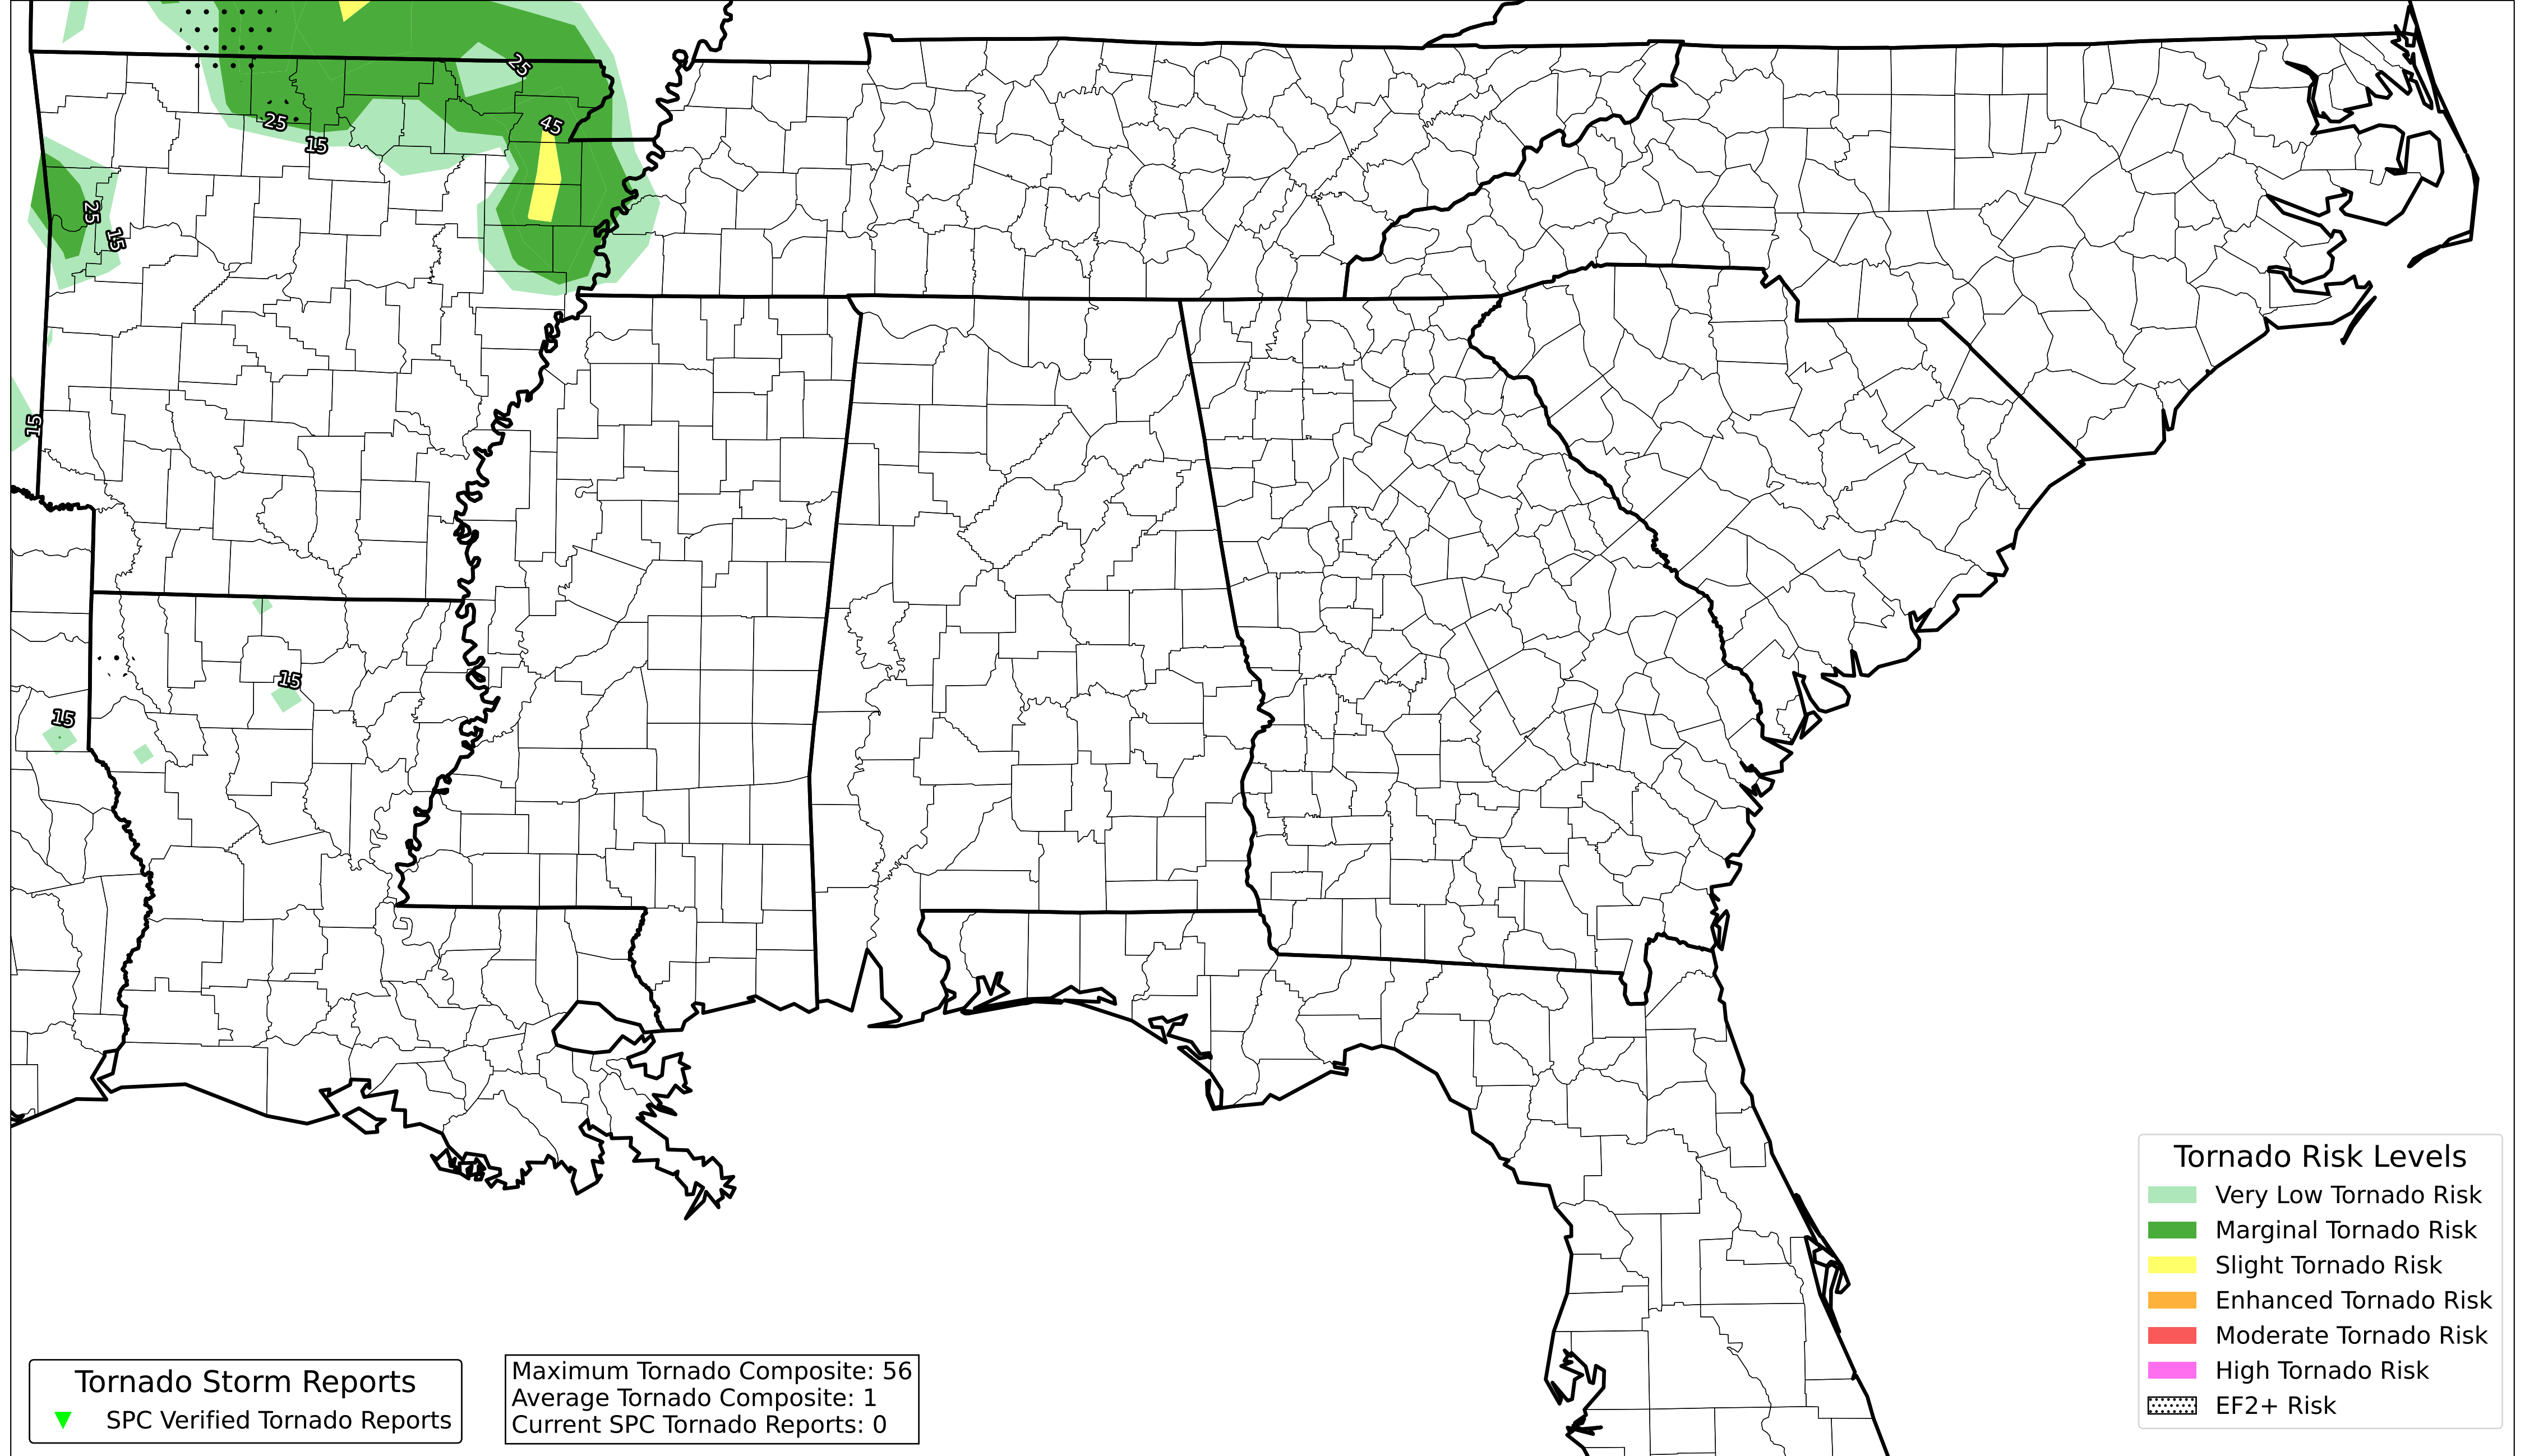 25
45
25
15
25
15
15
15
15
Tornado Risk Levels
Very Low Tornado Risk
Marginal Tornado Risk
Slight Tornado Risk
Enhanced Tornado Risk
Moderate Tornado Risk
High Tornado Risk
EF2+ Risk
Tornado Storm Reports
SPC Verified Tornado Reports
Maximum Tornado Composite: 56
Average Tornado Composite: 1
Current SPC Tornado Reports: 0